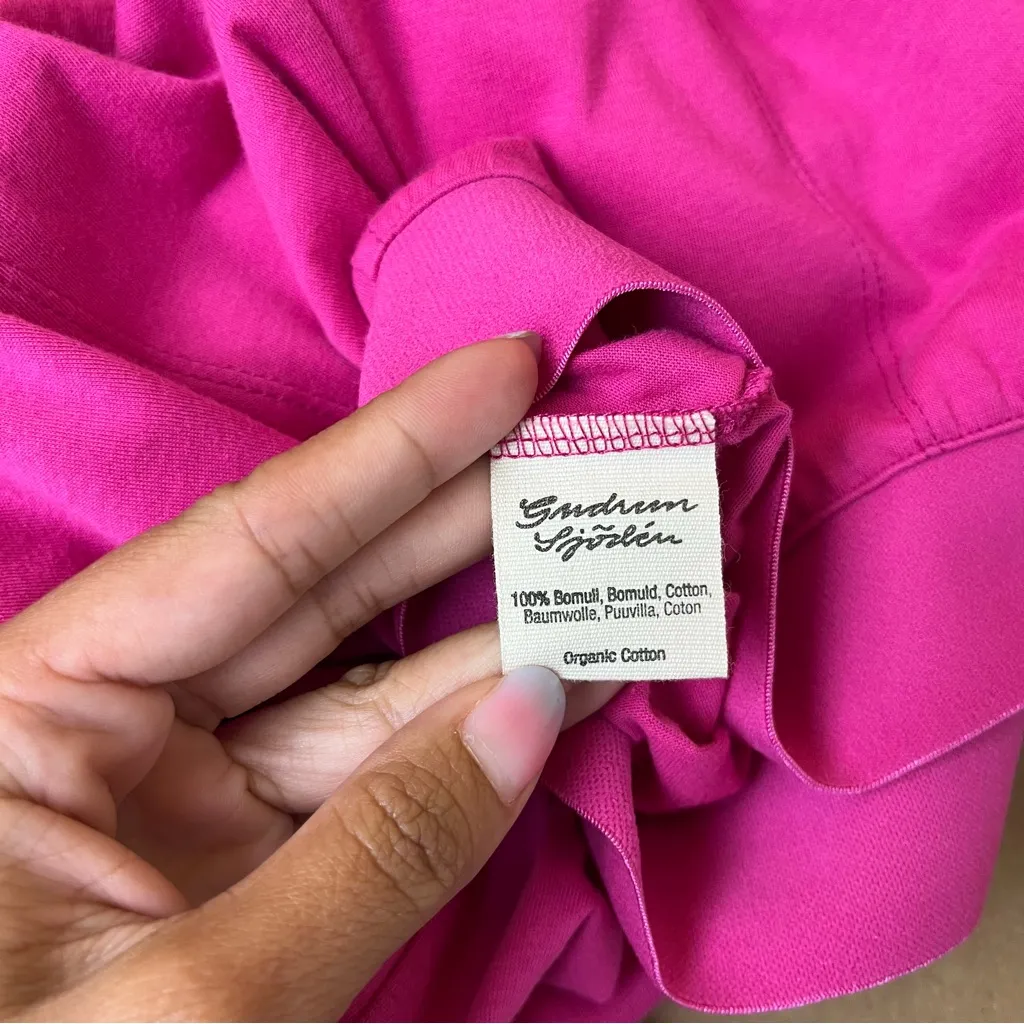 Gudrun
Sjödén
100% Bomull, Bomuld, Cotton,
Baumwolle, Puuvilla, Coton
Organic Cotton